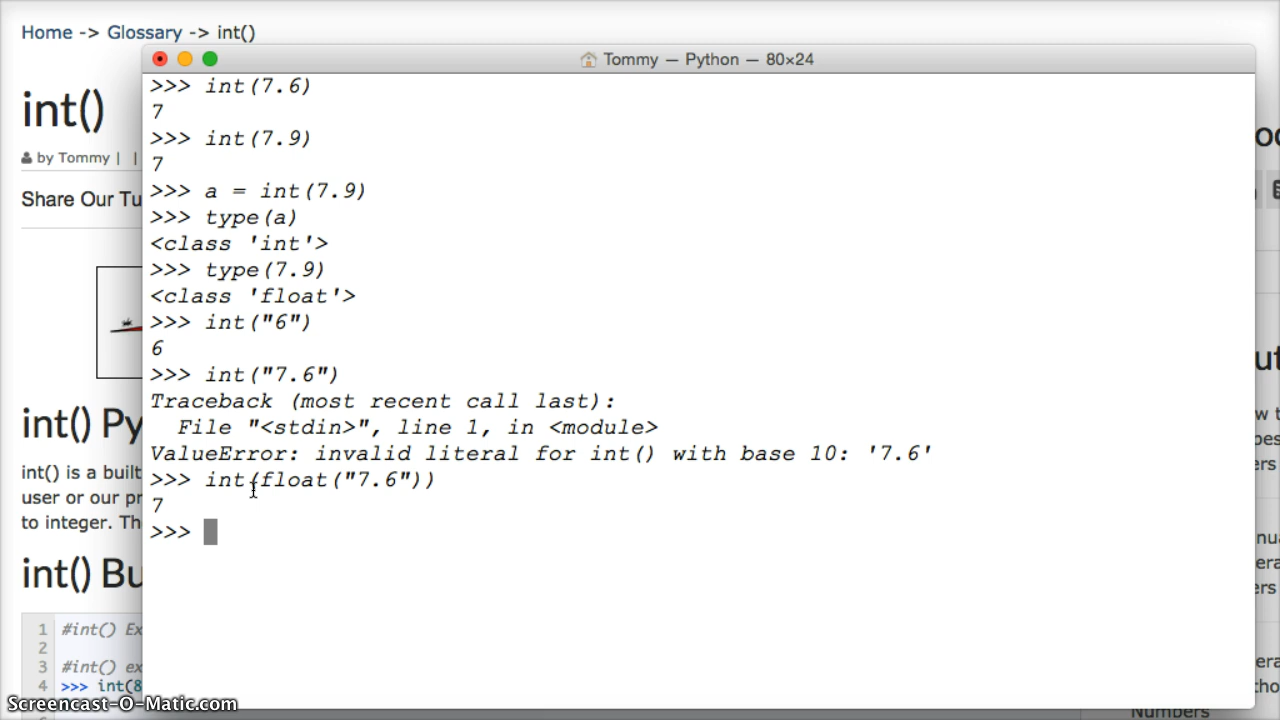 Home -> Glossary -> int()
Tommy — Python — 80×24
int()
by Tommy | |
Share Our Tu
int() Py
int() is a built
user or our pr
to integer. Th
int() Bu
1 #int() Ex
2
3 #int() ex
4 >>> int(8
>>> int(7.6)
7
>>> int(7.9)
7
>>> a = int(7.9)
>>> type(a)
<class 'int'>
>>> type(7.9)
<class 'float'>
>>> int("6")
6
>>> int("7.6")
Traceback (most recent call last):
  File "<stdin>", line 1, in <module>
ValueError: invalid literal for int() with base 10: '7.6'
>>> int(float("7.6"))
7
>>>
Numbers
Screencast-O-Matic.com